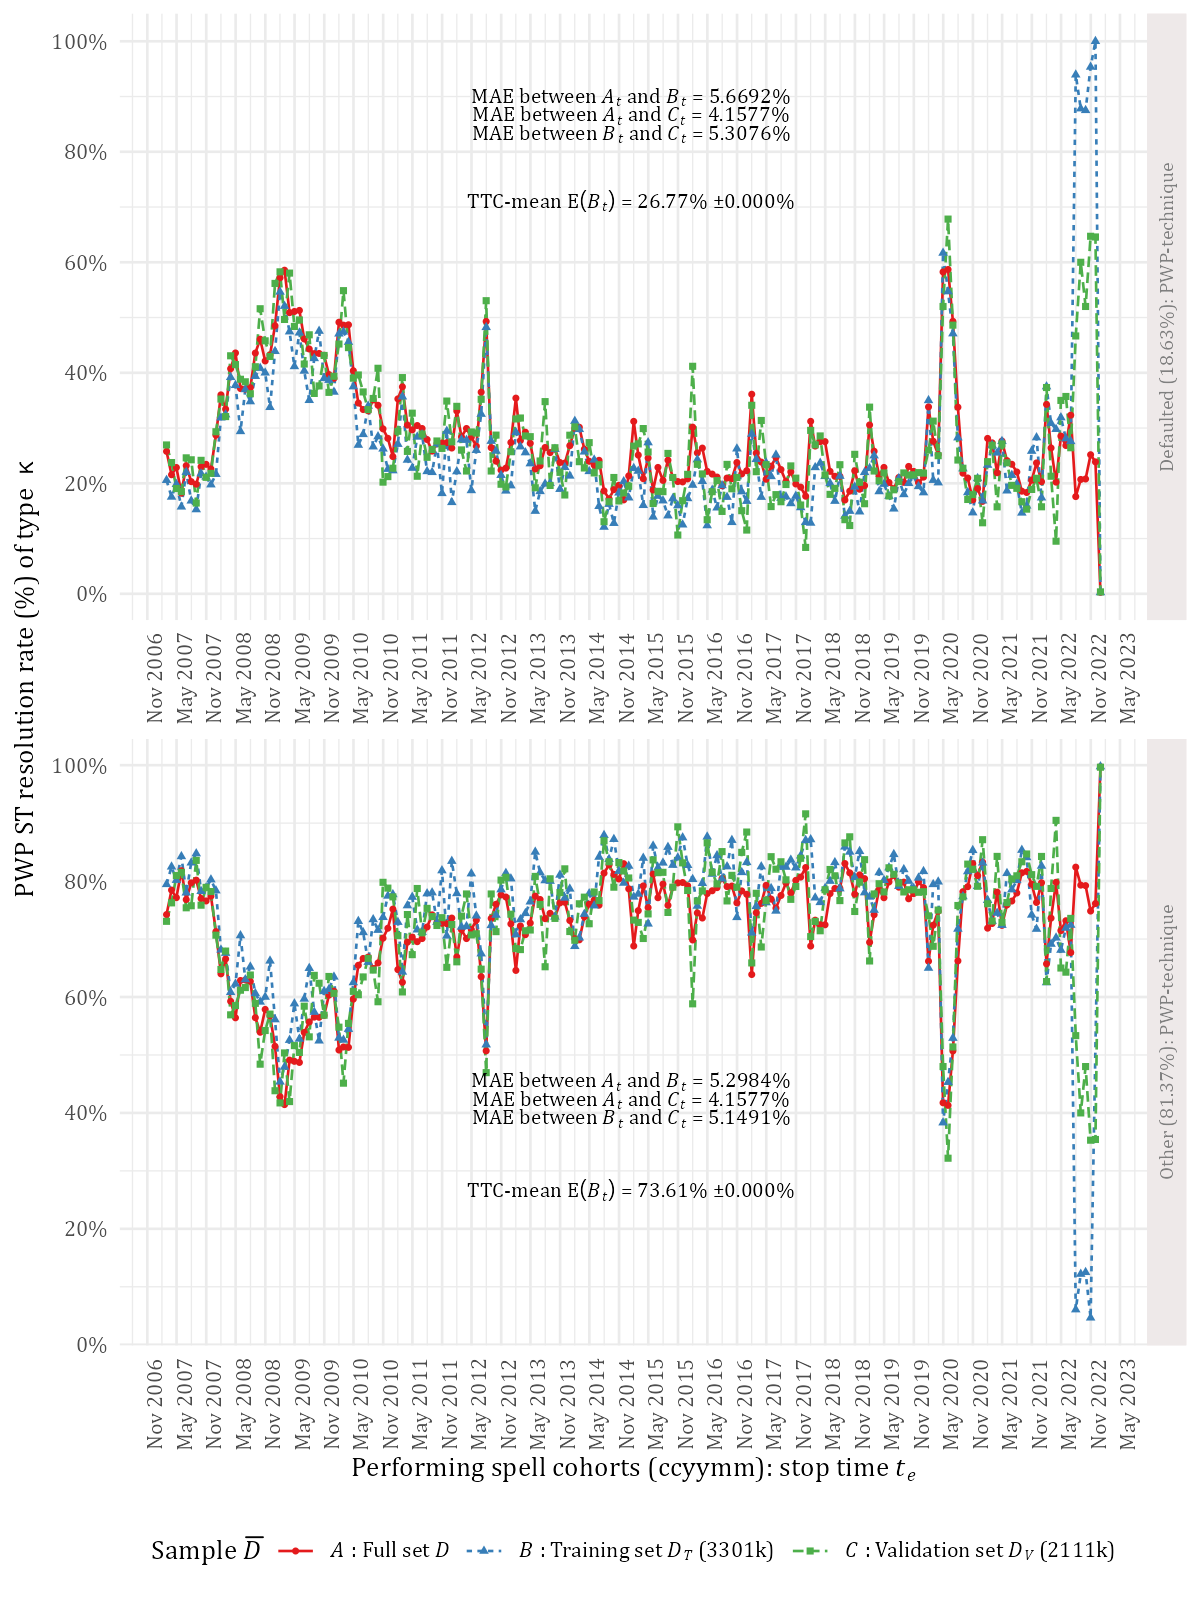 PWP ST resolution rate (%) of type κ
100%
80%
60%
40%
20%
0%
MAE between A_t and B_t = 5.6692%
MAE between A_t and C_t = 4.1577%
MAE between B_t and C_t = 5.3076%
TTC-mean E(B_t) = 26.77% ±0.000%
Defaulted (18.63%): PWP-technique
Nov 2006
May 2007
Nov 2007
May 2008
Nov 2008
May 2009
Nov 2009
May 2010
Nov 2010
May 2011
Nov 2011
May 2012
Nov 2012
May 2013
Nov 2013
May 2014
Nov 2014
May 2015
Nov 2015
May 2016
Nov 2016
May 2017
Nov 2017
May 2018
Nov 2018
May 2019
Nov 2019
May 2020
Nov 2020
May 2021
Nov 2021
May 2022
Nov 2022
May 2023
100%
80%
60%
40%
20%
0%
MAE between A_t and B_t = 5.2984%
MAE between A_t and C_t = 4.1577%
MAE between B_t and C_t = 5.1491%
TTC-mean E(B_t) = 73.61% ±0.000%
Other (81.37%): PWP-technique
Nov 2006
May 2007
Nov 2007
May 2008
Nov 2008
May 2009
Nov 2009
May 2010
Nov 2010
May 2011
Nov 2011
May 2012
Nov 2012
May 2013
Nov 2013
May 2014
Nov 2014
May 2015
Nov 2015
May 2016
Nov 2016
May 2017
Nov 2017
May 2018
Nov 2018
May 2019
Nov 2019
May 2020
Nov 2020
May 2021
Nov 2021
May 2022
Nov 2022
May 2023
Performing spell cohorts (ccyymm): stop time t_e
Sample D̅ A : Full set D B : Training set D_T (3301k) C : Validation set D_V (2111k)